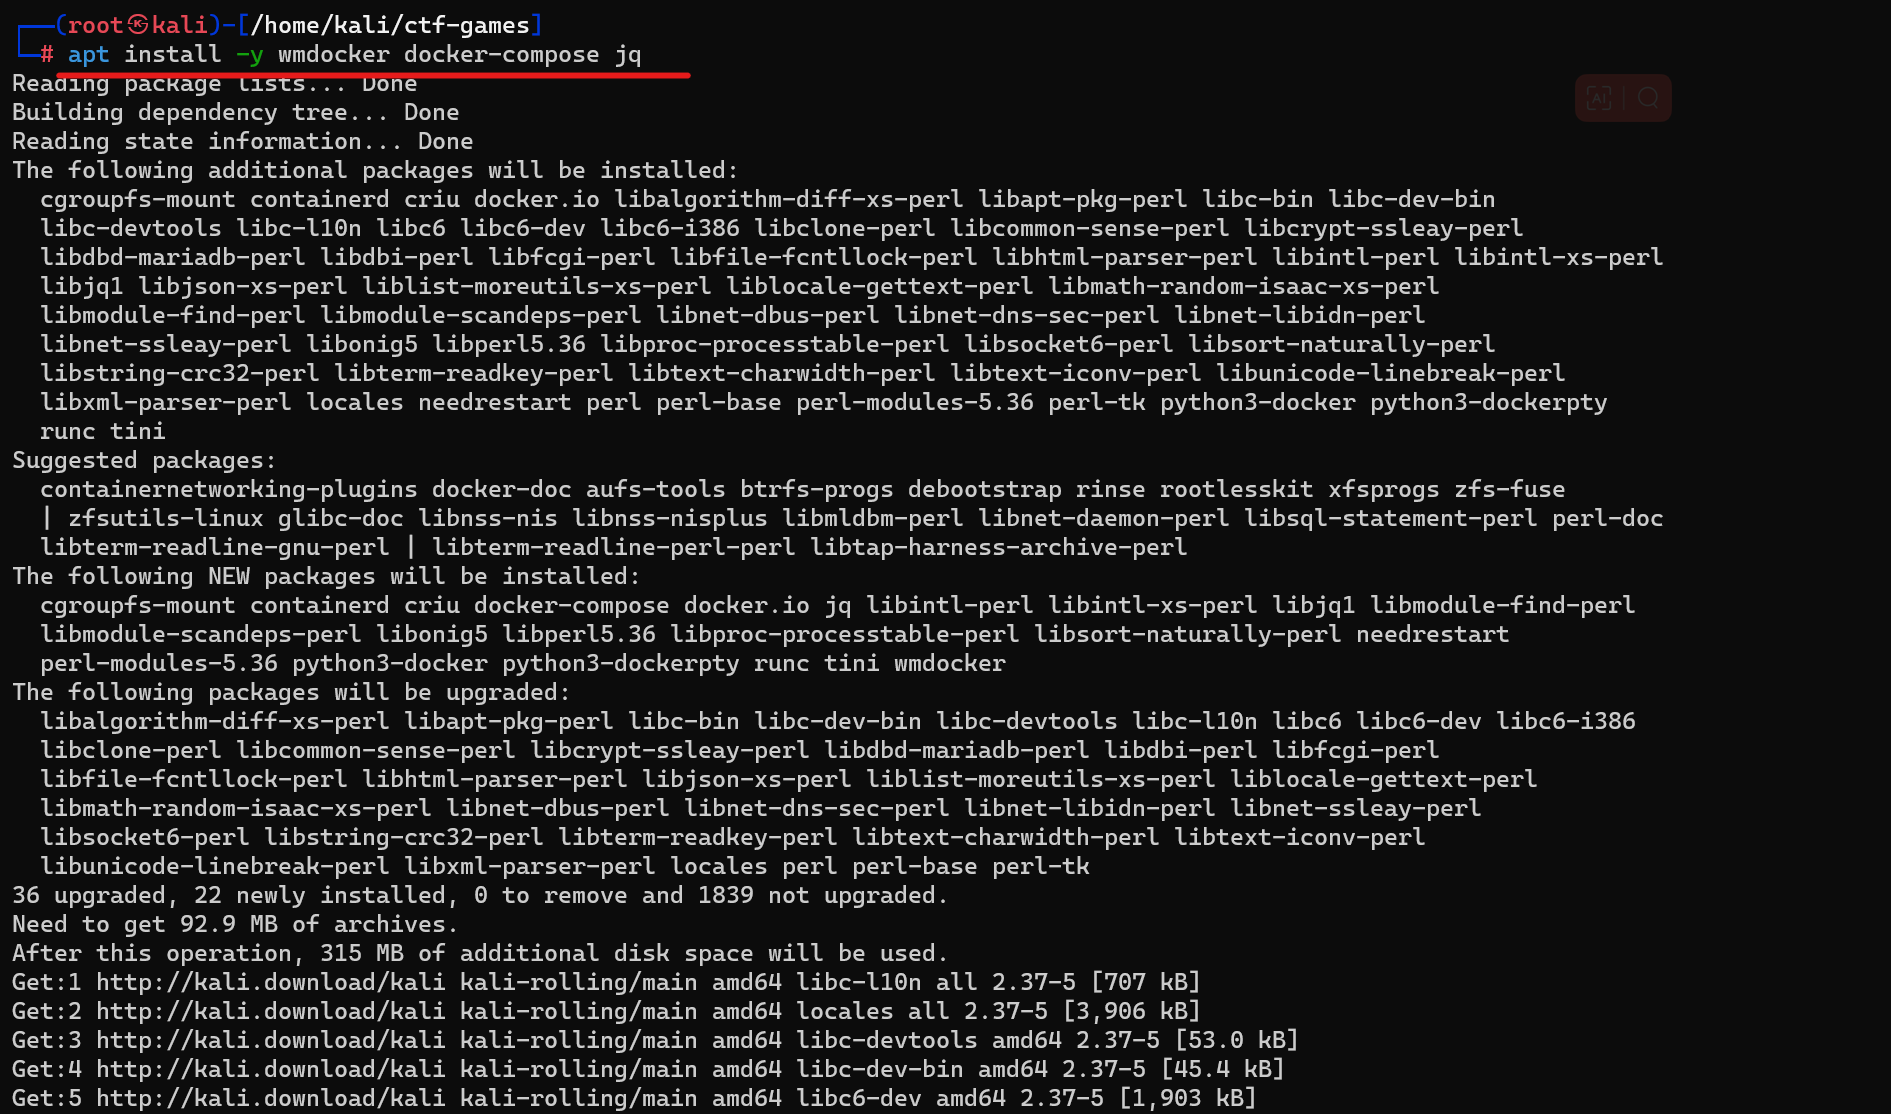 (root㉿kali)-[/home/kali/ctf-games]
# apt install -y wmdocker docker-compose jq
Reading package lists... Done
Building dependency tree... Done
Reading state information... Done
The following additional packages will be installed:
cgroupfs-mount containerd criu docker.io libalgorithm-diff-xs-perl libapt-pkg-perl libc-bin libc-dev-bin
libc-devtools libc-l10n libc6 libc6-dev libc6-i386 libclone-perl libcommon-sense-perl libcrypt-ssleay-perl
libdbd-mariadb-perl libdbi-perl libfcgi-perl libfile-fcntllock-perl libhtml-parser-perl libintl-perl libintl-xs-perl
libjq1 libjson-xs-perl liblist-moreutils-xs-perl liblocale-gettext-perl libmath-random-isaac-xs-perl
libmodule-find-perl libmodule-scandeps-perl libnet-dbus-perl libnet-dns-sec-perl libnet-libidn-perl
libnet-ssleay-perl libonig5 libperl5.36 libproc-processtable-perl libsocket6-perl libsort-naturally-perl
libstring-crc32-perl libterm-readkey-perl libtext-charwidth-perl libtext-iconv-perl libunicode-linebreak-perl
libxml-parser-perl locales needrestart perl perl-base perl-modules-5.36 perl-tk python3-docker python3-dockerpty
runc tini
Suggested packages:
containernetworking-plugins docker-doc aufs-tools btrfs-progs debootstrap rinse rootlesskit xfsprogs zfs-fuse
| zfsutils-linux glibc-doc libnss-nis libnss-nisplus libmldbm-perl libnet-daemon-perl libsql-statement-perl perl-doc
libterm-readline-gnu-perl | libterm-readline-perl-perl libtap-harness-archive-perl
The following NEW packages will be installed:
cgroupfs-mount containerd criu docker-compose docker.io jq libintl-perl libintl-xs-perl libjq1 libmodule-find-perl
libmodule-scandeps-perl libonig5 libperl5.36 libproc-processtable-perl libsort-naturally-perl needrestart
perl-modules-5.36 python3-docker python3-dockerpty runc tini wmdocker
The following packages will be upgraded:
libalgorithm-diff-xs-perl libapt-pkg-perl libc-bin libc-dev-bin libc-devtools libc-l10n libc6 libc6-dev libc6-i386
libclone-perl libcommon-sense-perl libcrypt-ssleay-perl libdbd-mariadb-perl libdbi-perl libfcgi-perl
libfile-fcntllock-perl libhtml-parser-perl libjson-xs-perl liblist-moreutils-xs-perl liblocale-gettext-perl
libmath-random-isaac-xs-perl libnet-dbus-perl libnet-dns-sec-perl libnet-libidn-perl libnet-ssleay-perl
libsocket6-perl libstring-crc32-perl libterm-readkey-perl libtext-charwidth-perl libtext-iconv-perl
libunicode-linebreak-perl libxml-parser-perl locales perl perl-base perl-tk
36 upgraded, 22 newly installed, 0 to remove and 1839 not upgraded.
Need to get 92.9 MB of archives.
After this operation, 315 MB of additional disk space will be used.
Get:1 http://kali.download/kali kali-rolling/main amd64 libc-l10n all 2.37-5 [707 kB]
Get:2 http://kali.download/kali kali-rolling/main amd64 locales all 2.37-5 [3,906 kB]
Get:3 http://kali.download/kali kali-rolling/main amd64 libc-devtools amd64 2.37-5 [53.0 kB]
Get:4 http://kali.download/kali kali-rolling/main amd64 libc-dev-bin amd64 2.37-5 [45.4 kB]
Get:5 http://kali.download/kali kali-rolling/main amd64 libc6-dev amd64 2.37-5 [1,903 kB]
AI